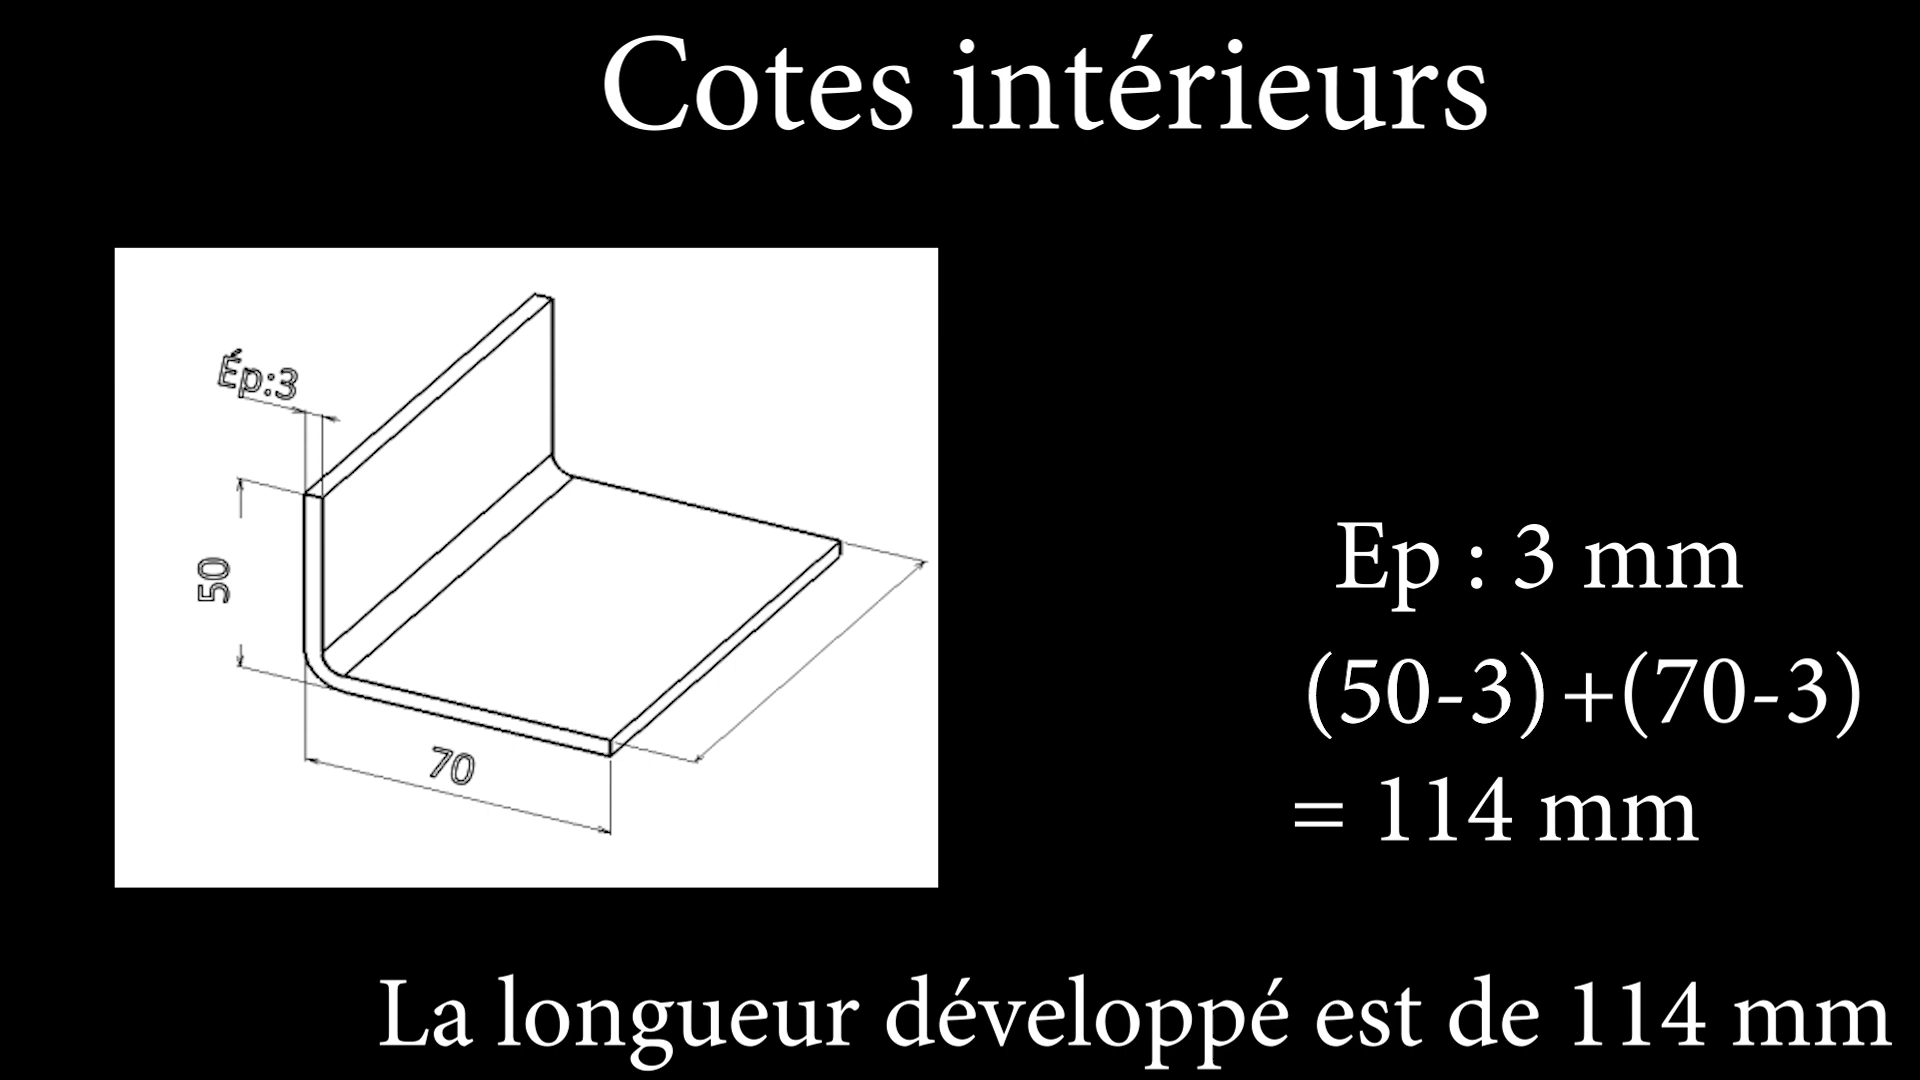 Cotes intérieurs
Ép:3
50
70
Ep : 3 mm
(50-3)+(70-3)
= 114 mm
La longueur développé est de 114 mm